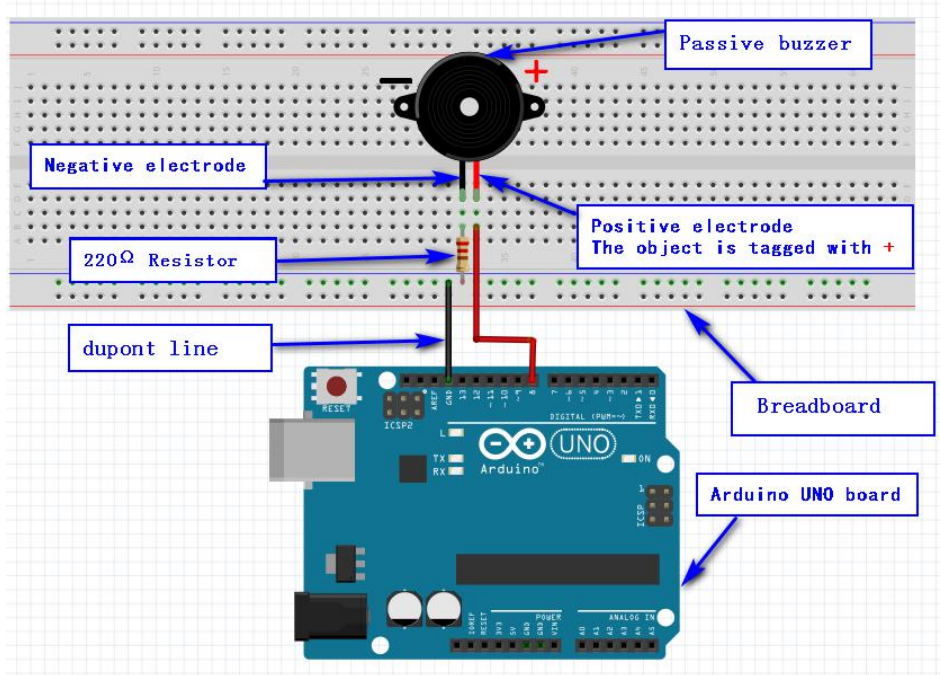 Passive buzzer
−
+
Negative electrode
Positive electrode
The object is tagged with +
220Ω Resistor
dupont line
Breadboard
Arduino UNO board
RESET
ICSP2
AREF
GND
13
12
~11
~10
~9
8
7
~6
~5
4
~3
2
TX0▶1
RX0◀0
DIGITAL (PWM=~)
L
TX
RX
UNO
Arduino™
ON
1
ICSP
IOREF
RESET
3V3
5V
GND
GND
VIN
POWER
ANALOG IN
A0
A1
A2
A3
A4
A5